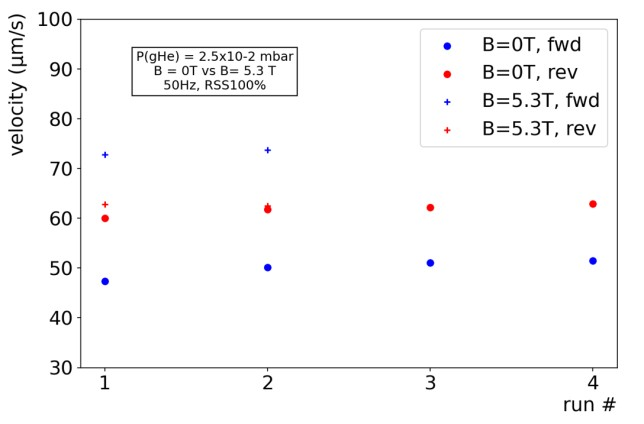 velocity (μm/s)
100
90
80
70
60
50
40
30
P(gHe) = 2.5x10-2 mbar
B = 0T vs B= 5.3 T
50Hz, RSS100%
B=0T, fwd
B=0T, rev
B=5.3T, fwd
B=5.3T, rev
1 2 3 4
run #